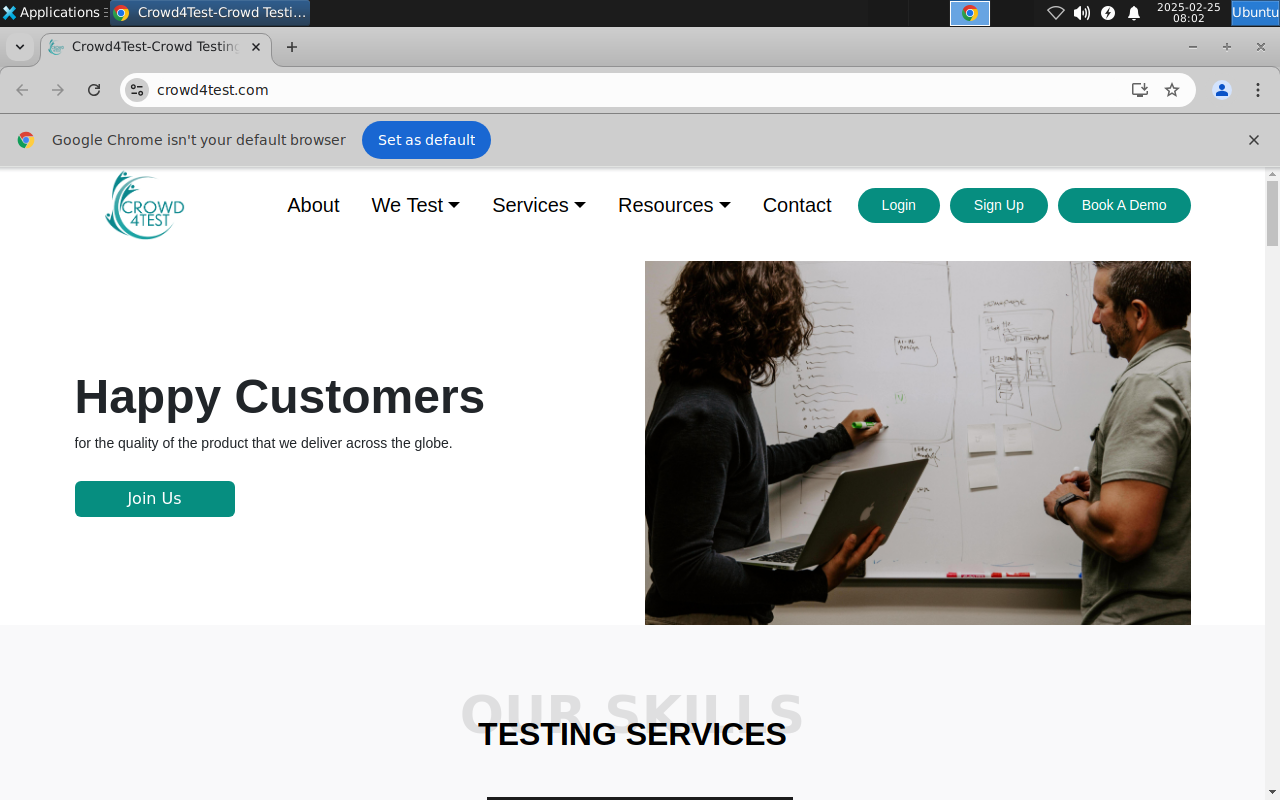 Applications
Crowd4Test-Crowd Testi...
2025-02-25
08:02
Ubuntu
Crowd4Test-Crowd Testing
crowd4test.com
Google Chrome isn't your default browser
Set as default
CROWD
4TEST
About
We Test
Services
Resources
Contact
Login
Sign Up
Book A Demo
Happy Customers
for the quality of the product that we deliver across the globe.
Join Us
OUR SKILLS
TESTING SERVICES